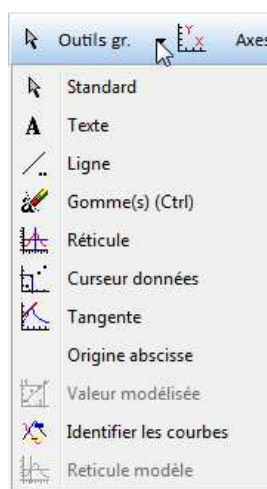 Outils gr. Y X Axes
Standard
A Texte
Ligne
Gomme(s) (Ctrl)
Réticule
Curseur données
Tangente
Origine abscisse
Valeur modélisée
Identifier les courbes
Reticule modèle